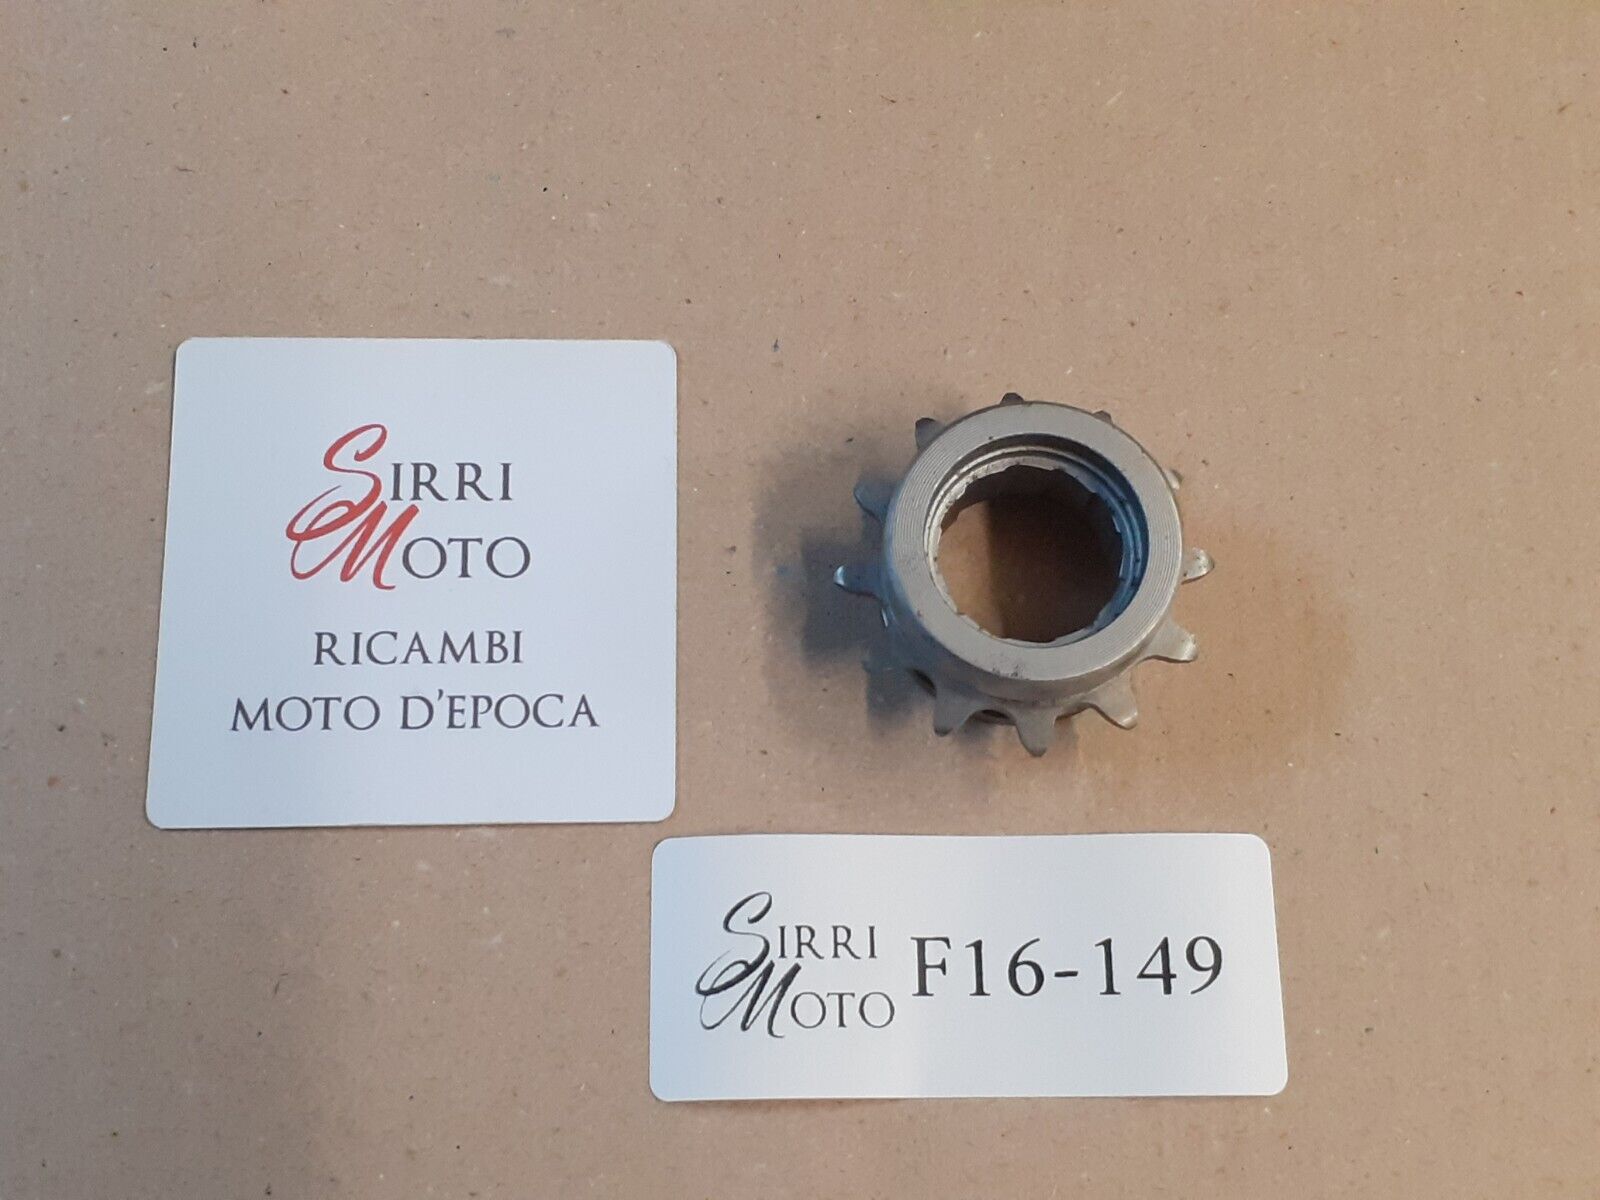 SIRRI
MOTO
RICAMBI
MOTO D'EPOCA
SIRRI
MOTO
F16-149